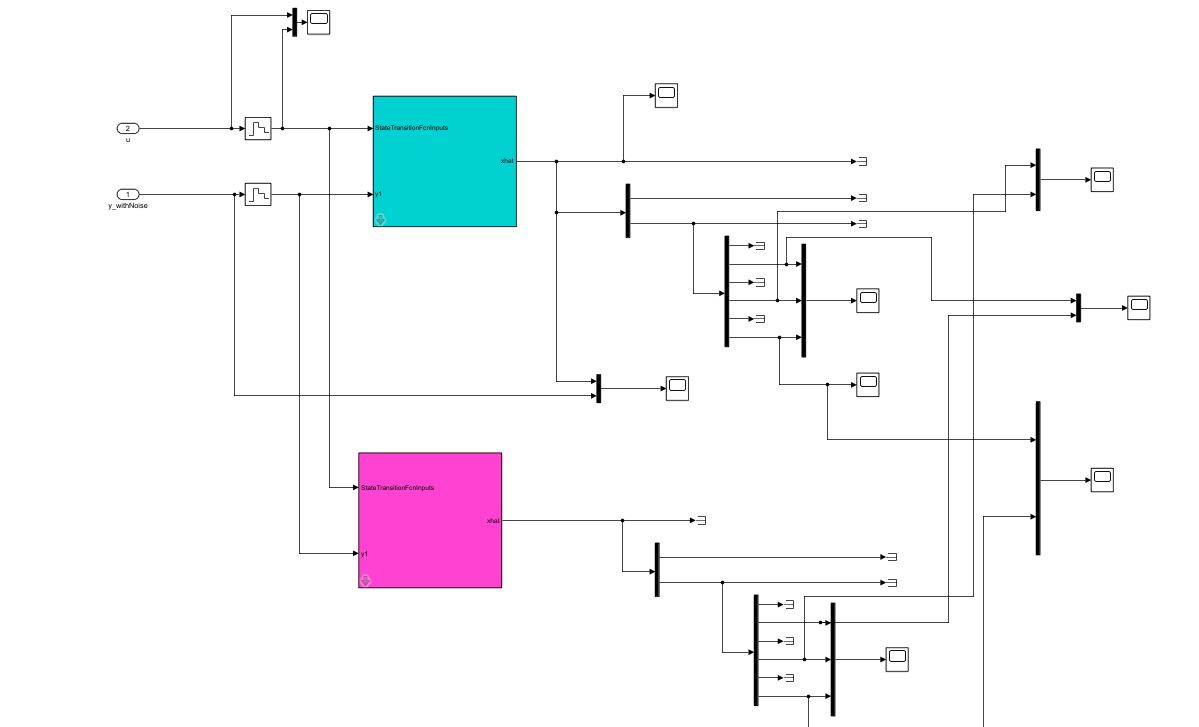 2
u
StateTransitionFcnInputs
xhat
1
y_withNoise
y1
StateTransitionFcnInputs
xhat
y1